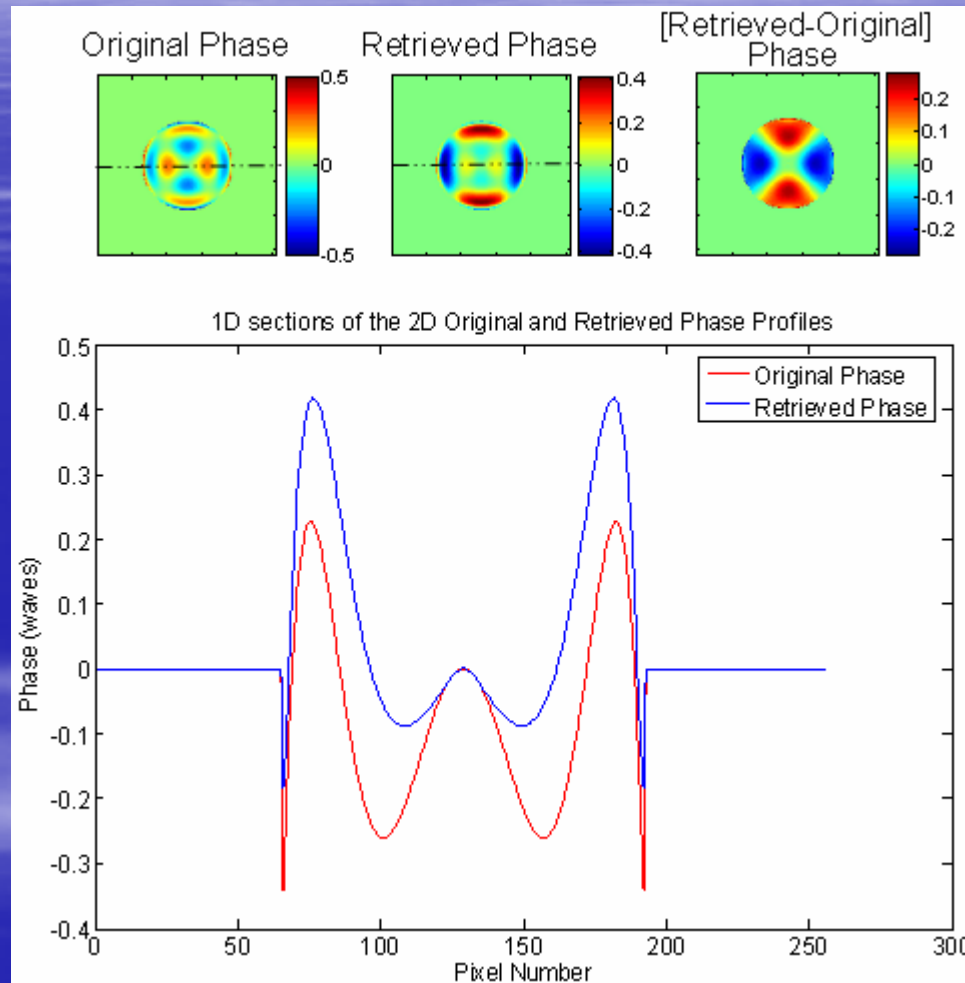 Original Phase
Retrieved Phase
[Retrieved-Original]
Phase
0.5
0
-0.5
0.4
0.2
0
-0.2
-0.4
0.2
0.1
0
-0.1
-0.2
1D sections of the 2D Original and Retrieved Phase Profiles
Original Phase
Retrieved Phase
Phase (waves)
0.5
0.4
0.3
0.2
0.1
0
-0.1
-0.2
-0.3
-0.4
0 50 100 150 200 250 300
Pixel Number